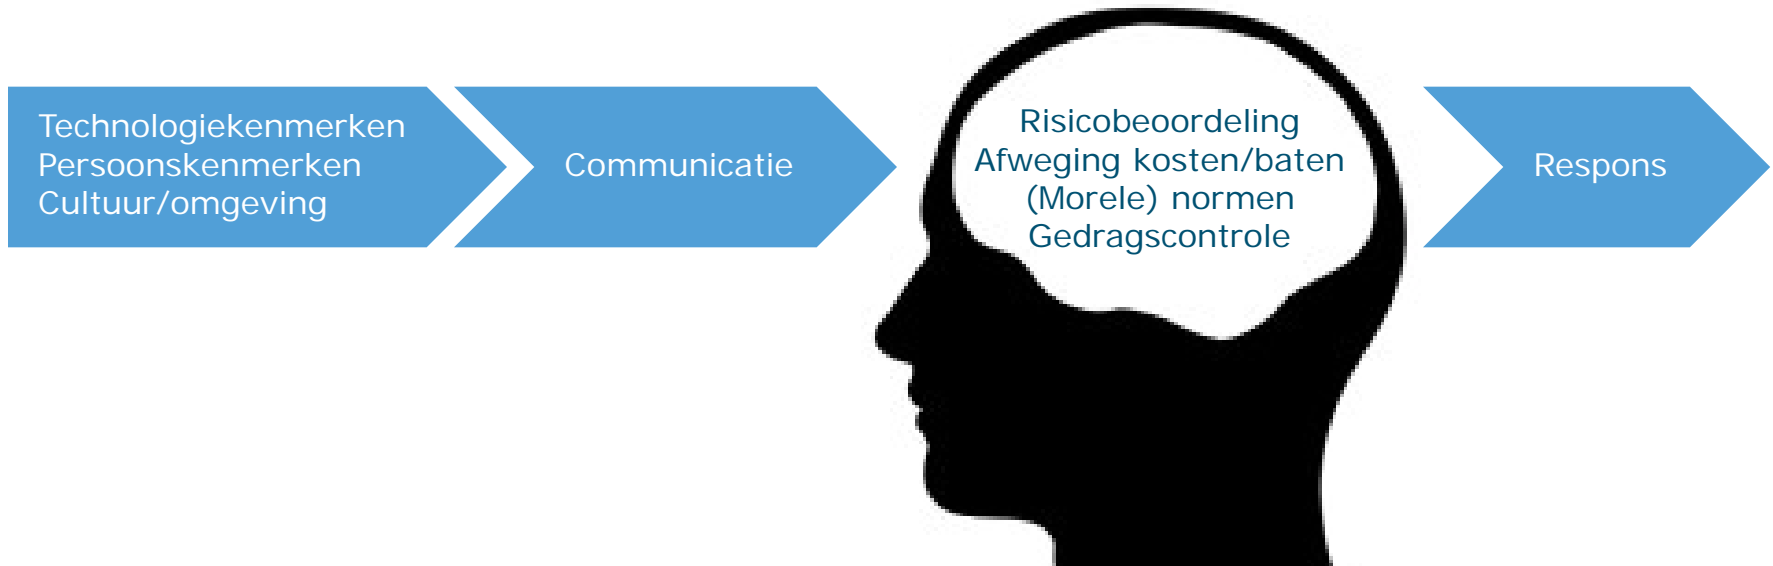 Technologiekenmerken
Persoonskenmerken
Cultuur/omgeving
Communicatie
Risicobeoordeling
Afweging kosten/baten
(Morele) normen
Gedragscontrole
Respons